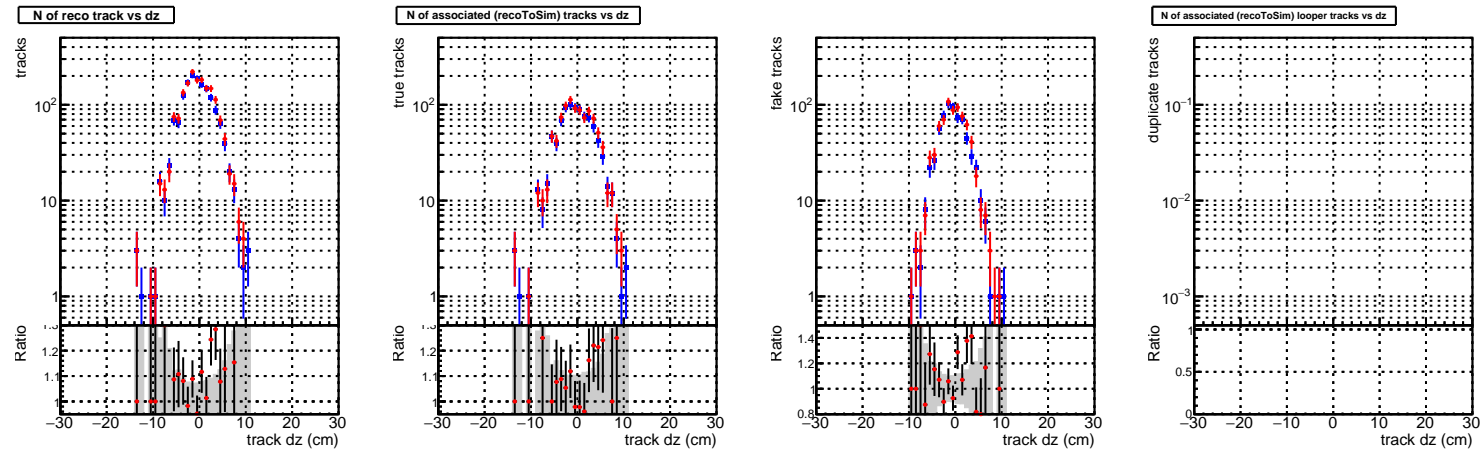 N of reco track vs dz
tracks
10²
10
1
Ratio
1.3
1.2
1.1
1
−30 −20 −10 0 10 20 30
track dz (cm)
N of associated (recoToSim) tracks vs dz
true tracks
10²
10
1
Ratio
1.3
1.2
1.1
1
−30 −20 −10 0 10 20 30
track dz (cm)
fake tracks
10²
10
1
Ratio
1.4
1.2
1
0.8
−30 −20 −10 0 10 20 30
track dz (cm)
N of associated (recoToSim) looper tracks vs dz
duplicate tracks
10⁻¹
10⁻²
10⁻³
Ratio
1
0.5
0
−30 −20 −10 0 10 20 30
track dz (cm)